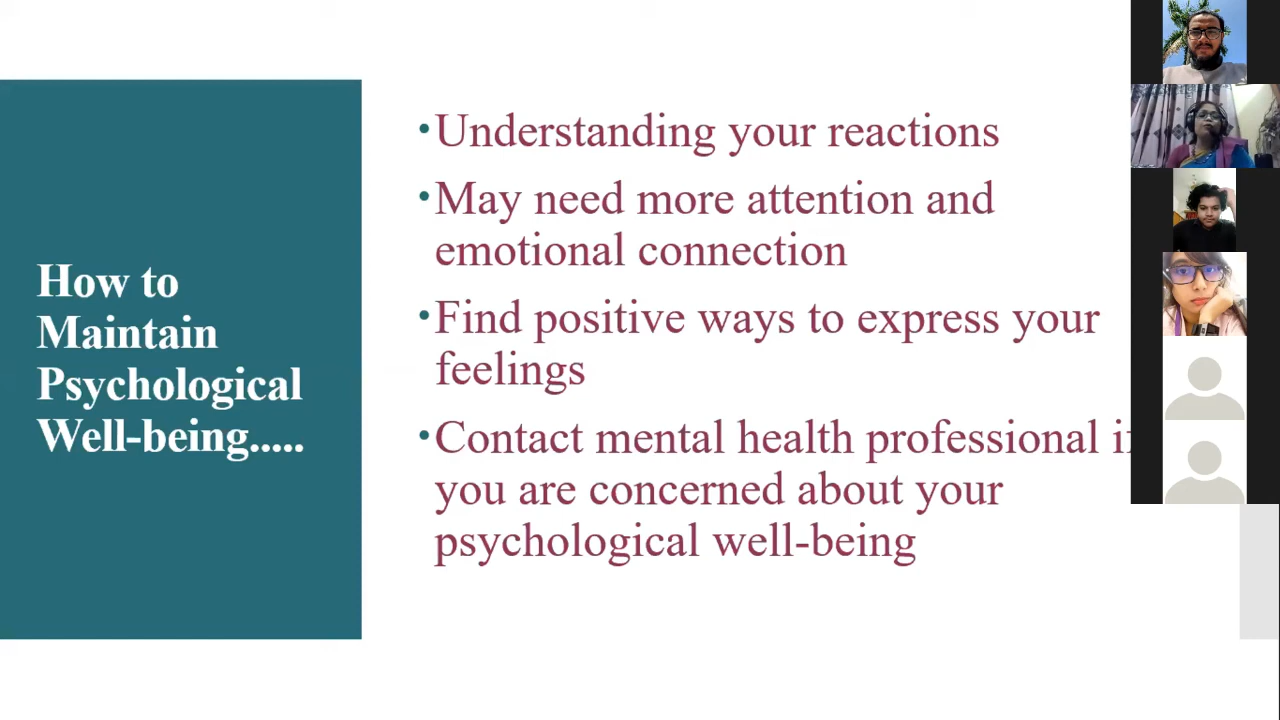 How to
Maintain
Psychological
Well-being.....
•Understanding your reactions
•May need more attention and
emotional connection
•Find positive ways to express your
feelings
•Contact mental health professional if
you are concerned about your
psychological well-being